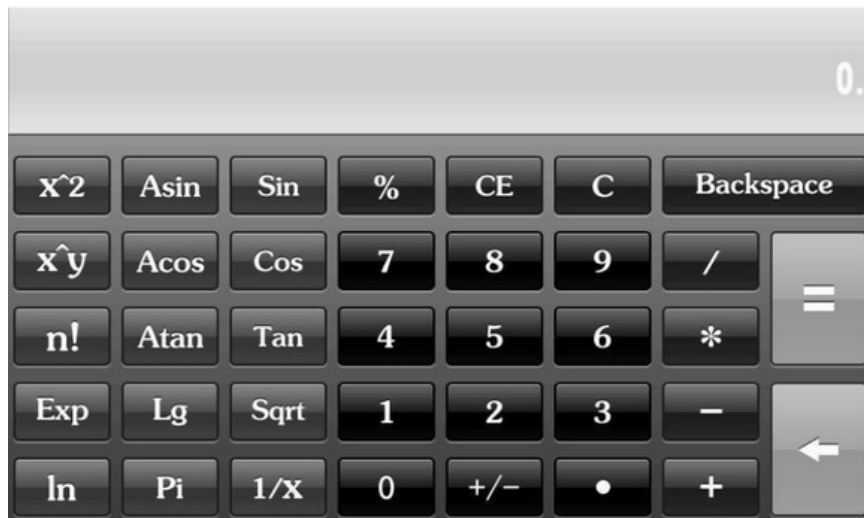 0.
x^2 Asin Sin % CE C Backspace
x^y Acos Cos 7 8 9 / =
n! Atan Tan 4 5 6 *
Exp Lg Sqrt 1 2 3 −
ln Pi 1/x 0 +/− • +